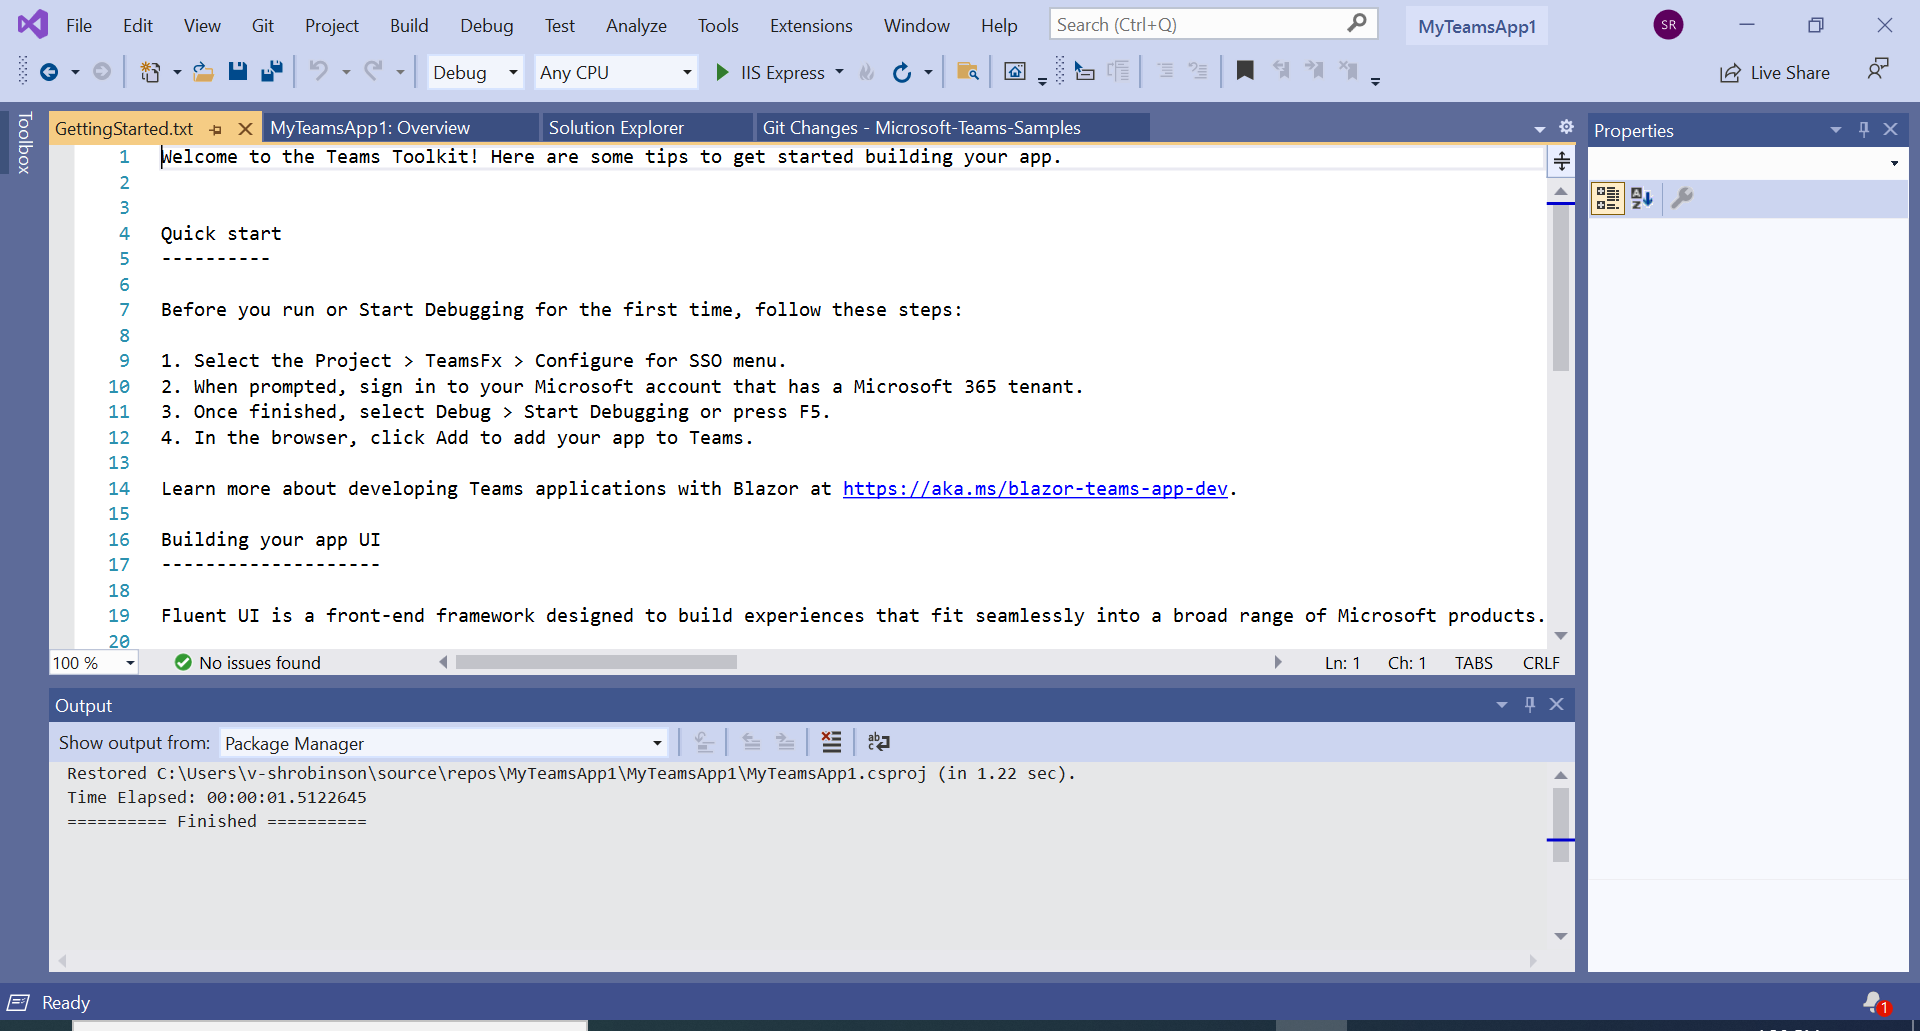 File Edit View Git Project Build Debug Test Analyze Tools Extensions Window Help Search (Ctrl+Q) MyTeamsApp1 SR
Debug Any CPU IIS Express Live Share
Toolbox
GettingStarted.txt MyTeamsApp1: Overview Solution Explorer Git Changes - Microsoft-Teams-Samples
1 Welcome to the Teams Toolkit! Here are some tips to get started building your app.
2
3
4 Quick start
5 ----------
6
7 Before you run or Start Debugging for the first time, follow these steps:
8
9 1. Select the Project > TeamsFx > Configure for SSO menu.
10 2. When prompted, sign in to your Microsoft account that has a Microsoft 365 tenant.
11 3. Once finished, select Debug > Start Debugging or press F5.
12 4. In the browser, click Add to add your app to Teams.
13
14 Learn more about developing Teams applications with Blazor at https://aka.ms/blazor-teams-app-dev.
15
16 Building your app UI
17 --------------------
18
19 Fluent UI is a front-end framework designed to build experiences that fit seamlessly into a broad range of Microsoft products.
20
100 % No issues found Ln: 1 Ch: 1 TABS CRLF
Output
Show output from: Package Manager
Restored C:\Users\v-shrobinson\source\repos\MyTeamsApp1\MyTeamsApp1\MyTeamsApp1.csproj (in 1.22 sec).
Time Elapsed: 00:00:01.5122645
========== Finished ==========
Properties
Ready 1